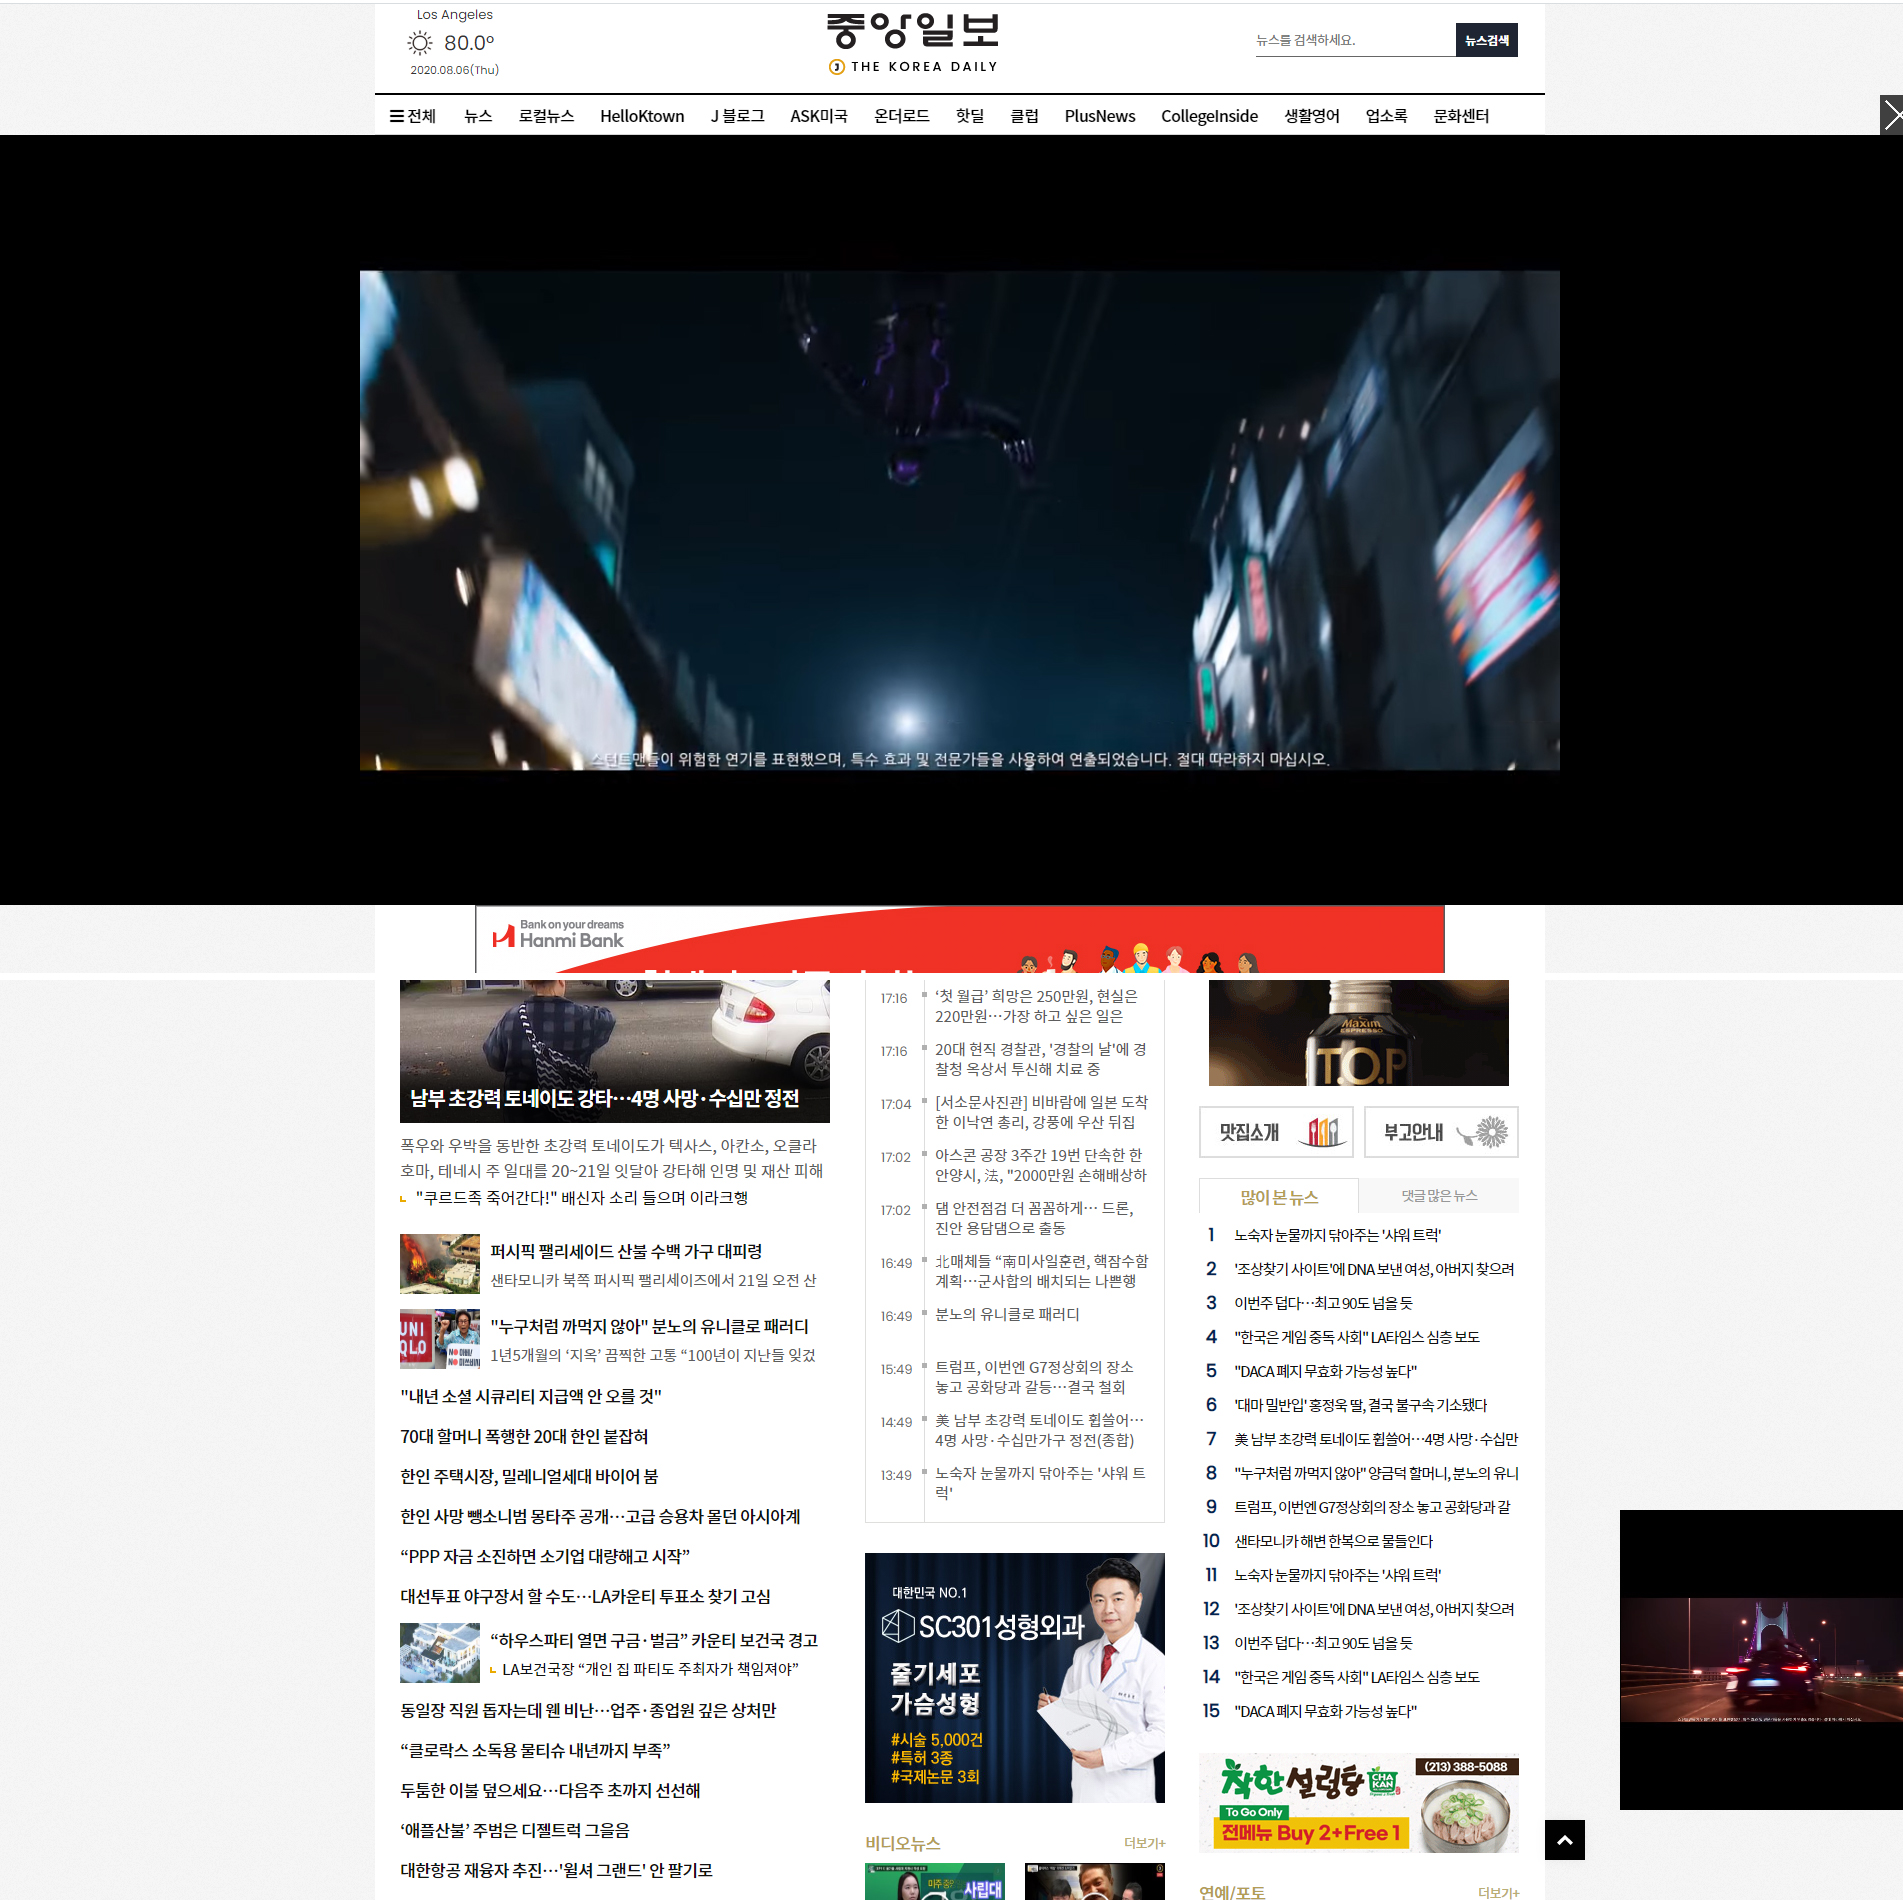 Los Angeles
80.0°
2020.08.06(Thu)
중앙일보
THE KOREA DAILY
뉴스를 검색하세요.
뉴스검색
전체 뉴스 로컬뉴스 HelloKtown J 블로그 ASK미국 온더로드 핫딜 클럽 PlusNews CollegeInside 생활영어 업소록 문화센터
스턴트맨들이 위험한 연기를 표현했으며, 특수 효과 및 전문가들을 사용하여 연출되었습니다. 절대 따라하지 마십시오.
Bank on your dreams
Hanmi Bank
남부 초강력 토네이도 강타…4명 사망·수십만 정전
폭우와 우박을 동반한 초강력 토네이도가 텍사스, 아칸소, 오클라
호마, 테네시 주 일대를 20~21일 잇달아 강타해 인명 및 재산 피해
"쿠르드족 죽어간다!" 배신자 소리 들으며 이라크행
퍼시픽 팰리세이드 산불 수백 가구 대피령
샌타모니카 북쪽 퍼시픽 팰리세이즈에서 21일 오전 산
UNI
QLO
"누구처럼 까먹지 않아" 분노의 유니클로 패러디
1년5개월의 ‘지옥’ 끔찍한 고통 “100년이 지난들 잊겠
"내년 소셜 시큐리티 지급액 안 오를 것"
70대 할머니 폭행한 20대 한인 붙잡혀
한인 주택시장, 밀레니얼세대 바이어 붐
한인 사망 뺑소니범 몽타주 공개…고급 승용차 몰던 아시아계
“PPP 자금 소진하면 소기업 대량해고 시작”
대선투표 야구장서 할 수도…LA카운티 투표소 찾기 고심
“하우스파티 열면 구금·벌금” 카운티 보건국 경고
LA보건국장 “개인 집 파티도 주최자가 책임져야”
동일장 직원 돕자는데 웬 비난…업주·종업원 깊은 상처만
“클로락스 소독용 물티슈 내년까지 부족”
두툼한 이불 덮으세요…다음주 초까지 선선해
‘애플산불’ 주범은 디젤트럭 그을음
대한항공 재융자 추진…'윌셔 그랜드' 안 팔기로
17:16 ‘첫 월급’ 희망은 250만원, 현실은
220만원…가장 하고 싶은 일은
17:16 20대 현직 경찰관, '경찰의 날'에 경
찰청 옥상서 투신해 치료 중
17:04 [서소문사진관] 비바람에 일본 도착
한 이낙연 총리, 강풍에 우산 뒤집
17:02 아스콘 공장 3주간 19번 단속한 한
안양시, 法, "2000만원 손해배상하
17:02 댐 안전점검 더 꼼꼼하게… 드론,
진안 용담댐으로 출동
16:49 北매체들 “南미사일훈련, 핵잠수함
계획…군사합의 배치되는 나쁜행
16:49 분노의 유니클로 패러디
15:49 트럼프, 이번엔 G7정상회의 장소
놓고 공화당과 갈등…결국 철회
14:49 美 남부 초강력 토네이도 휩쓸어…
4명 사망·수십만가구 정전(종합)
13:49 노숙자 눈물까지 닦아주는 '샤워 트
럭'
대한민국 NO.1
SC301성형외과
줄기세포
가슴성형
#시술 5,000건
#특허 3종
#국제논문 3회
비디오뉴스 더보기+
사립대
Maxim
ESPRESSO
T.O.P
맛집소개 부고안내
많이 본 뉴스 댓글 많은 뉴스
1 노숙자 눈물까지 닦아주는 '샤워 트럭'
2 '조상찾기 사이트'에 DNA 보낸 여성, 아버지 찾으려
3 이번주 덥다…최고 90도 넘을 듯
4 "한국은 게임 중독 사회" LA타임스 심층 보도
5 "DACA 폐지 무효화 가능성 높다"
6 '대마 밀반입' 홍정욱 딸, 결국 불구속 기소됐다
7 美 남부 초강력 토네이도 휩쓸어…4명 사망·수십만
8 "누구처럼 까먹지 않아" 양금덕 할머니, 분노의 유니
9 트럼프, 이번엔 G7정상회의 장소 놓고 공화당과 갈
10 샌타모니카 해변 한복으로 물들인다
11 노숙자 눈물까지 닦아주는 '샤워 트럭'
12 '조상찾기 사이트'에 DNA 보낸 여성, 아버지 찾으려
13 이번주 덥다…최고 90도 넘을 듯
14 "한국은 게임 중독 사회" LA타임스 심층 보도
15 "DACA 폐지 무효화 가능성 높다"
착한설렁탕
CHA
KAN
(213) 388-5088
To Go Only
전메뉴 Buy 2+Free 1
연예/포토 더보기+